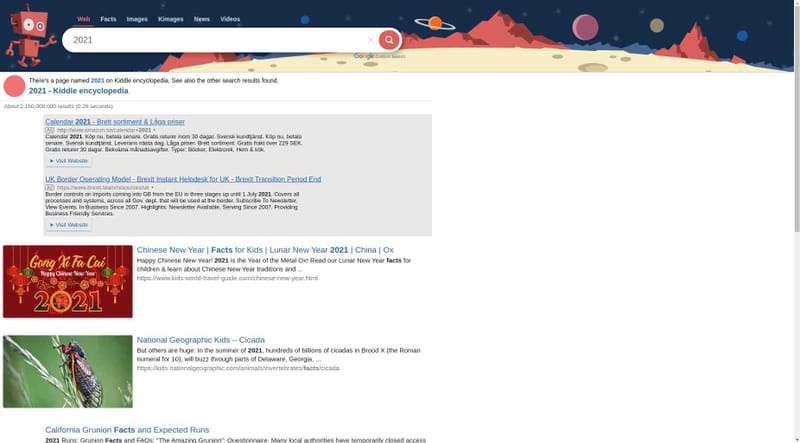 Web Facts Images Kimages News Videos
2021
Google Custom Search
There's a page named 2021 on Kiddle encyclopedia. See also the other search results found.
2021 - Kiddle encyclopedia
About 2,160,000,000 results (0.26 seconds)
Calendar 2021 - Brett sortiment & Låga priser
Ad http://www.amazon.se/calendar+2021
Calendar 2021. Köp nu, betala senare. Gratis returer inom 30 dagar. Svensk kundtjänst. Köp nu, betala
senare. Svensk kundtjänst. Leverans nästa dag. Låga priser. Brett sortiment. Gratis frakt över 229 SEK.
Gratis returer 30 dagar. Bekväma månadsavgifter. Typer: Böcker, Elektronik, Hem & kök.
➤ Visit Website
UK Border Operating Model - Brexit Instant Helpdesk for UK - Brexit Transition Period End
Ad https://www.brexit.team/resources/uk
Border controls on imports coming into GB from the EU in three stages up until 1 July 2021. Covers all
processes and systems, across all Gov. dept. that will be used at the border. Subscribe To Newsletter.
View Events. In Business Since 2007. Highlights: Newsletter Available, Serving Since 2007, Providing
Business Friendly Services.
➤ Visit Website
Gong Xi Fa Cai
Happy Chinese New Year
2021
Chinese New Year | Facts for Kids | Lunar New Year 2021 | China | Ox
Happy Chinese New Year! 2021 is the Year of the Metal Ox! Read our Lunar New Year facts for
children & learn about Chinese New Year traditions and ...
https://www.kids-world-travel-guide.com/chinese-new-year.html
National Geographic Kids – Cicada
But others are huge: In the summer of 2021, hundreds of billions of cicadas in Brood X (the Roman
numeral for 10), will buzz through parts of Delaware, Georgia, ...
https://kids.nationalgeographic.com/animals/invertebrates/facts/cicada
California Grunion Facts and Expected Runs
2021 Runs: Grunion Facts and FAQs: "The Amazing Grunion": Questionnaire. Many local authorities have temporarily closed access